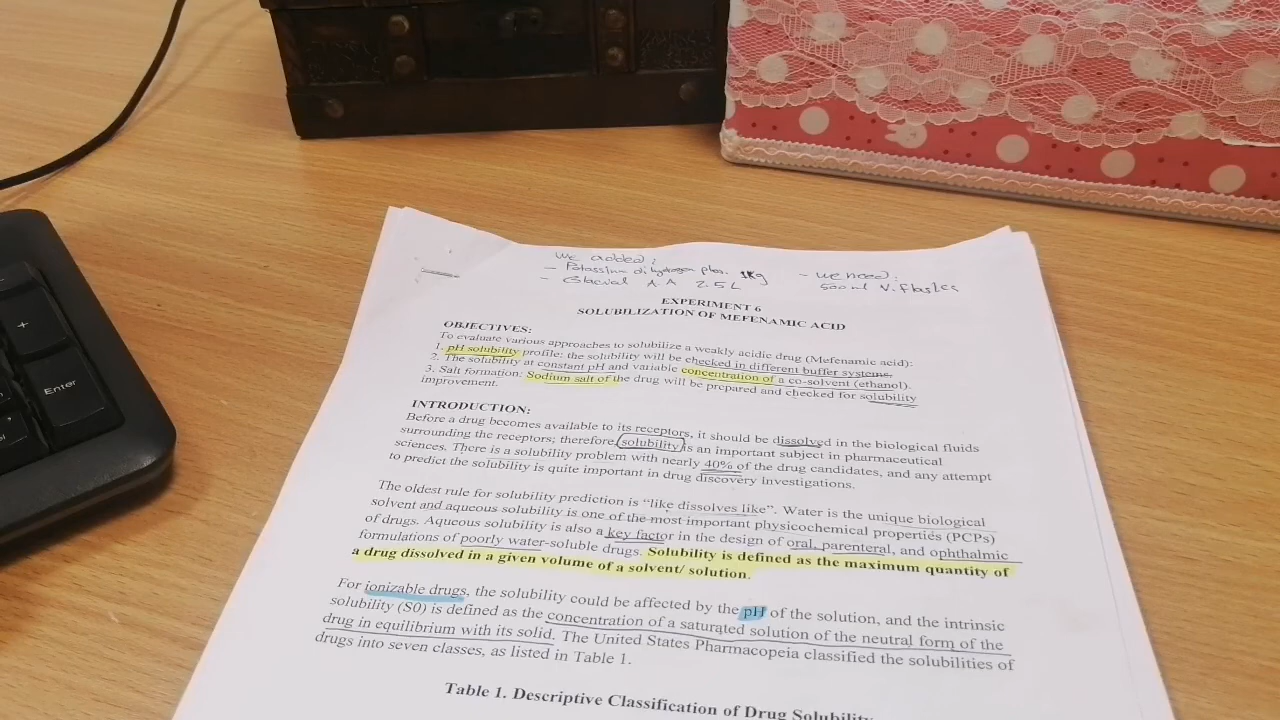 We added:
- Potassium dihydrogen phos. 1Kg
- Glacial A.A 2.5L
- we need:
500 ml V. flasks
EXPERIMENT 6
SOLUBILIZATION OF MEFENAMIC ACID
OBJECTIVES:
To evaluate various approaches to solubilize a weakly acidic drug (Mefenamic acid):
1. pH solubility profile: the solubility will be checked in different buffer systems.
2. The solubility at constant pH and variable concentration of a co-solvent (ethanol).
3. Salt formation: Sodium salt of the drug will be prepared and checked for solubility
improvement.
INTRODUCTION:
Before a drug becomes available to its receptors, it should be dissolved in the biological fluids
surrounding the receptors; therefore, solubility is an important subject in pharmaceutical
sciences. There is a solubility problem with nearly 40% of the drug candidates, and any attempt
to predict the solubility is quite important in drug discovery investigations.
The oldest rule for solubility prediction is "like dissolves like". Water is the unique biological
solvent and aqueous solubility is one of the most important physicochemical properties (PCPs)
of drugs. Aqueous solubility is also a key factor in the design of oral, parenteral, and ophthalmic
formulations of poorly water-soluble drugs. Solubility is defined as the maximum quantity of
a drug dissolved in a given volume of a solvent/ solution.
For ionizable drugs, the solubility could be affected by the pH of the solution, and the intrinsic
solubility (S0) is defined as the concentration of a saturated solution of the neutral form of the
drug in equilibrium with its solid. The United States Pharmacopeia classified the solubilities of
drugs into seven classes, as listed in Table 1.
Table 1. Descriptive Classification of Drug Solubility
+
Enter